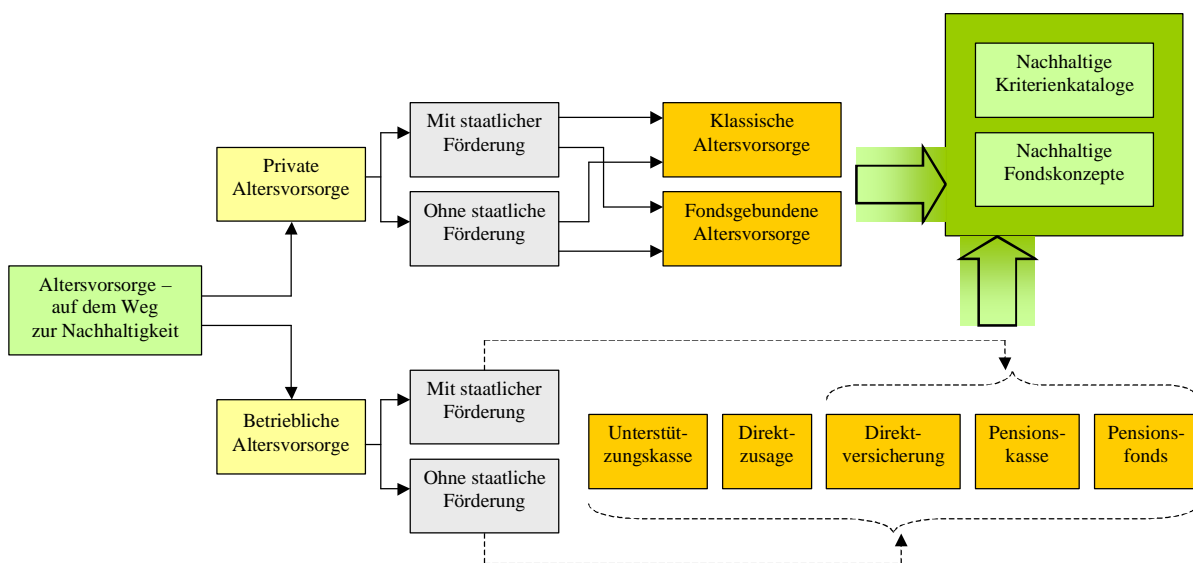 Nachhaltige
Kriterienkataloge
Nachhaltige
Fondskonzepte
Mit staatlicher
Förderung
Klassische
Altersvorsorge
Private
Altersvorsorge
Ohne staatliche
Förderung
Fondsgebundene
Altersvorsorge
Altersvorsorge –
auf dem Weg
zur Nachhaltigkeit
Mit staatlicher
Förderung
Betriebliche
Altersvorsorge
Ohne staatliche
Förderung
Unterstüt-
zungskasse
Direkt-
zusage
Direkt-
versicherung
Pensions-
kasse
Pensions-
fonds